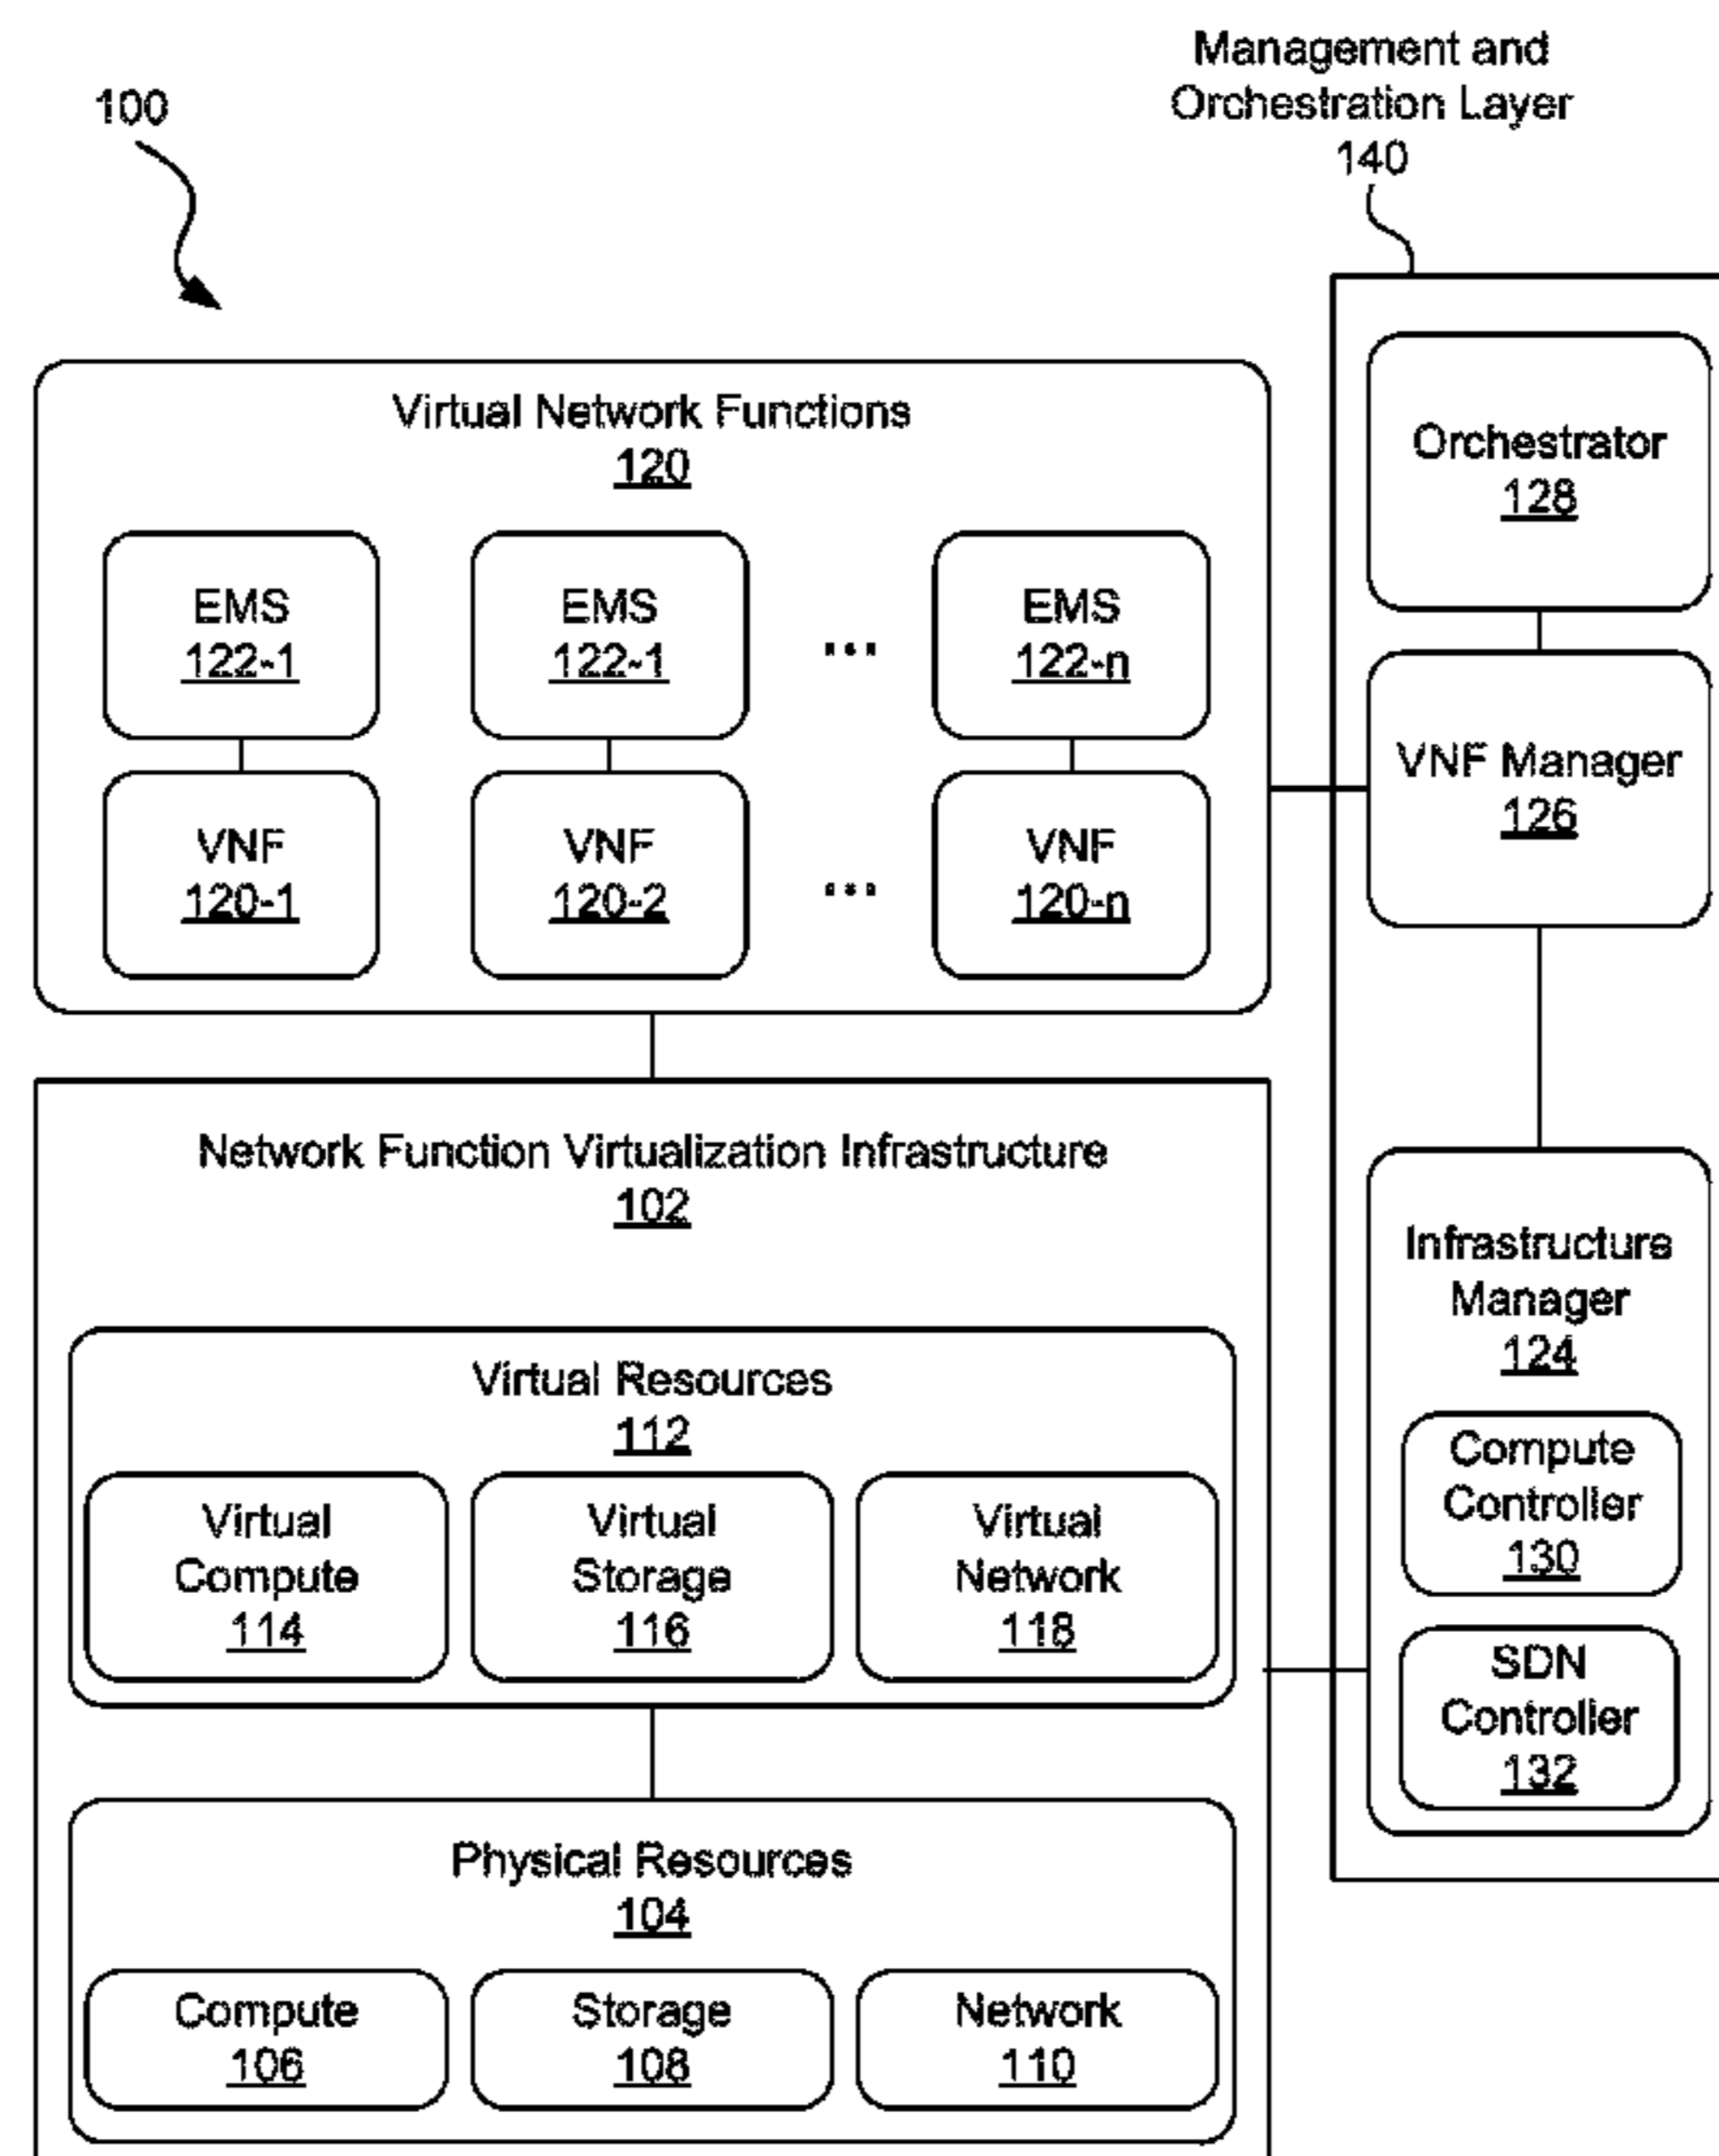 Management and
Orchestration Layer
140
100
Virtual Network Functions
120
EMS
122-1
EMS
122-1
...
EMS
122-n
VNF
120-1
VNF
120-2
...
VNF
120-n
Orchestrator
128
VNF Manager
126
Network Function Virtualization Infrastructure
102
Virtual Resources
112
Virtual
Compute
114
Virtual
Storage
116
Virtual
Network
118
Infrastructure
Manager
124
Compute
Controller
130
SDN
Controller
132
Physical Resources
104
Compute
106
Storage
108
Network
110